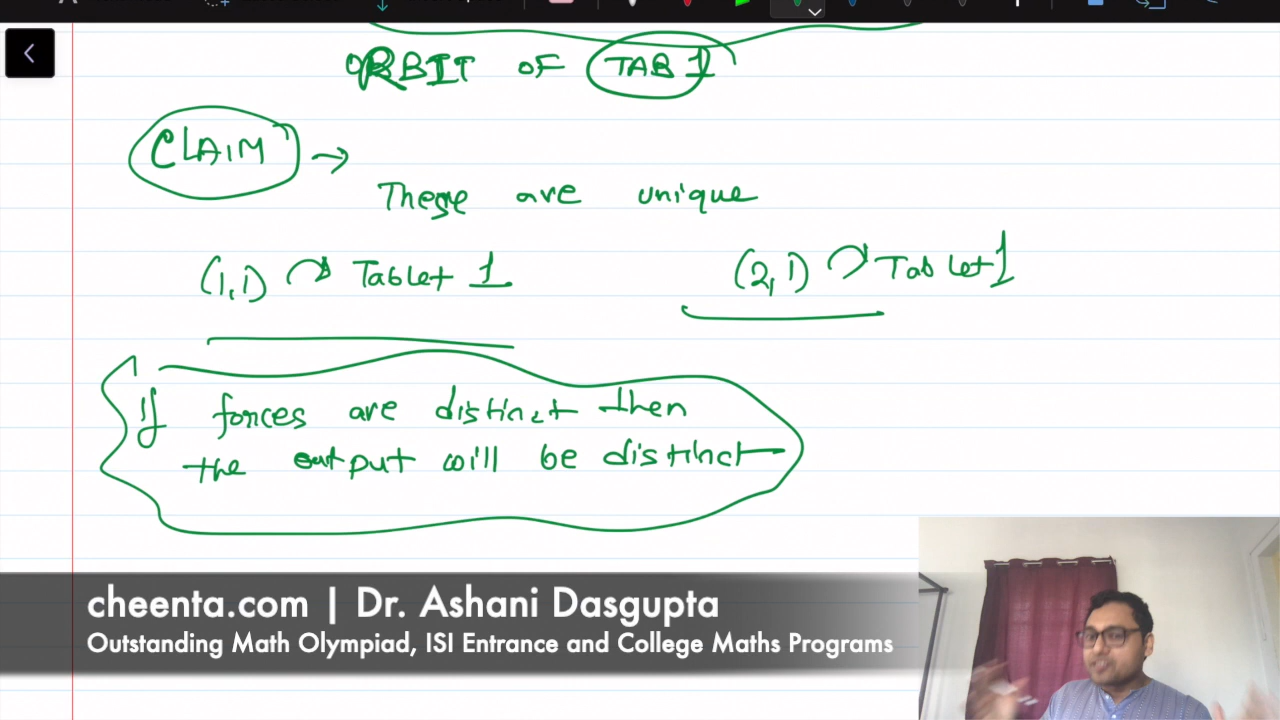 ORBIT OF TAB 1
CLAIM →
These are unique
(1,1) ↷ Tablet 1
(2,1) ↷ Tablet 1
If forces are distinct then
the output will be distinct
cheenta.com | Dr. Ashani Dasgupta
Outstanding Math Olympiad, ISI Entrance and College Maths Programs